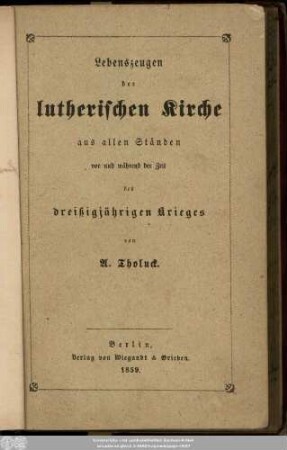 Lebenszeugen
der
lutherischen Kirche
aus allen Ständen
vor und während der Zeit
des
dreißigjährigen Krieges
von
A. Tholuck.
Berlin,
Verlag von Wiegandt & Grieben.
1859.